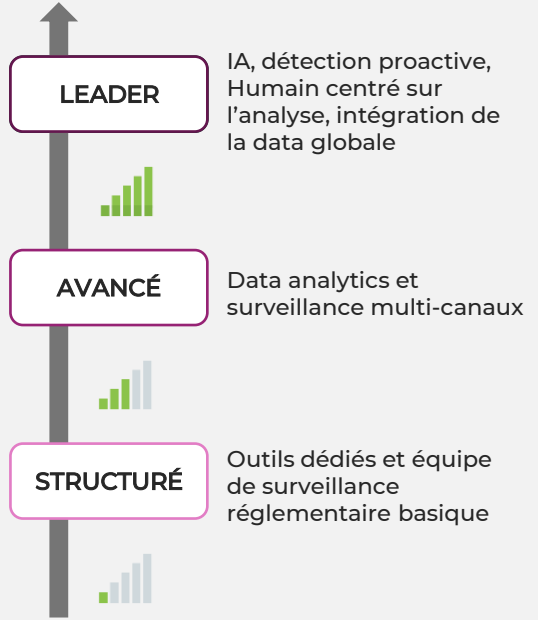 LEADER
IA, détection proactive,
Humain centré sur
l’analyse, intégration de
la data globale
AVANCÉ
Data analytics et
surveillance multi-canaux
STRUCTURÉ
Outils dédiés et équipe
de surveillance
réglementaire basique